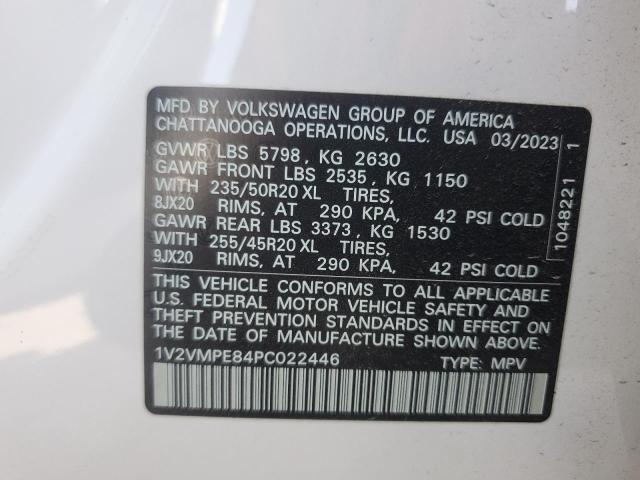 MFD BY VOLKSWAGEN GROUP OF AMERICA
CHATTANOOGA OPERATIONS, LLC. USA 03/2023
GVWR LBS 5798, KG 2630
GAWR FRONT LBS 2535, KG 1150
WITH 235/50R20 XL TIRES,
8JX20 RIMS, AT 290 KPA, 42 PSI COLD
GAWR REAR LBS 3373, KG 1530
WITH 255/45R20 XL TIRES,
9JX20 RIMS, AT 290 KPA, 42 PSI COLD
THIS VEHICLE CONFORMS TO ALL APPLICABLE
U.S. FEDERAL MOTOR VEHICLE SAFETY AND
THEFT PREVENTION STANDARDS IN EFFECT ON
THE DATE OF MANUFACTURE SHOWN ABOVE.
1V2VMPE84PC022446 TYPE: MPV
1048221 1